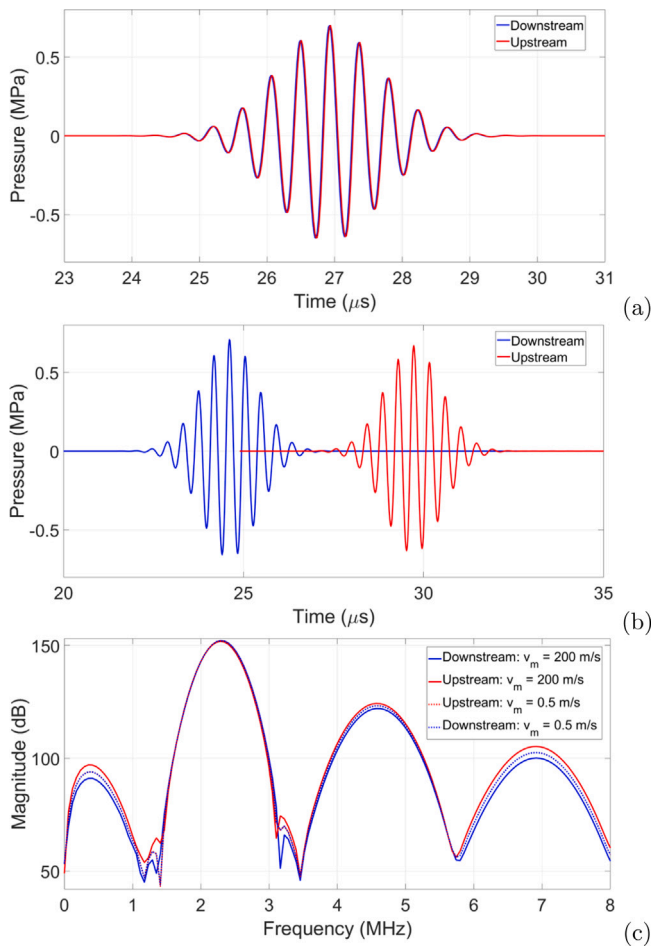 Pressure (MPa)
0.5
0
-0.5
Downstream
Upstream
23 24 25 26 27 28 29 30 31
Time (μs)
(a)
Pressure (MPa)
0.5
0
-0.5
Downstream
Upstream
20 25 30 35
Time (μs)
(b)
Magnitude (dB)
150
100
50
Downstream: v_m = 200 m/s
Upstream: v_m = 200 m/s
Upstream: v_m = 0.5 m/s
Downstream: v_m = 0.5 m/s
0 1 2 3 4 5 6 7 8
Frequency (MHz)
(c)